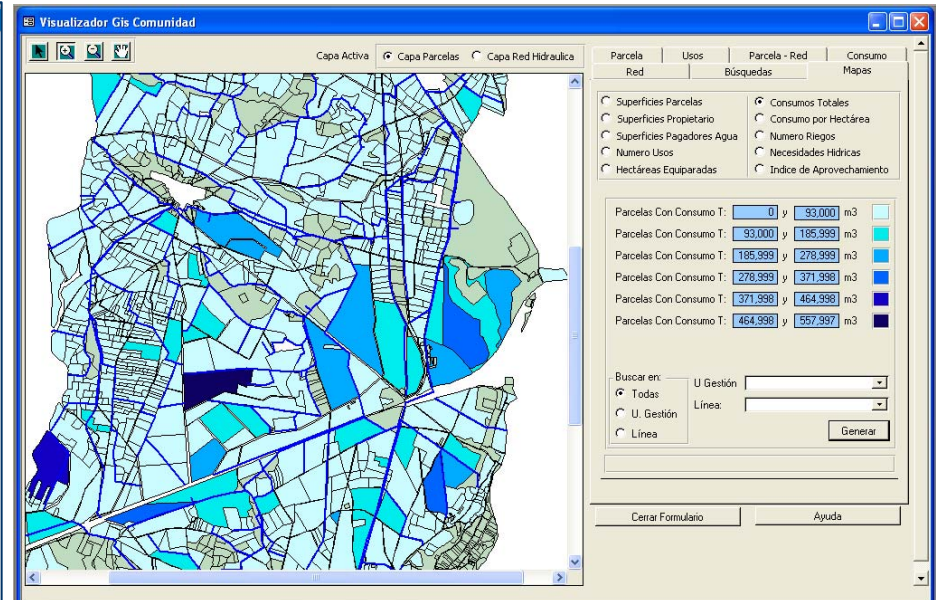 Visualizador Gis Comunidad
Capa Activa Capa Parcelas Capa Red Hidraulica
Parcela Usos Parcela - Red Consumo
Red Búsquedas Mapas
Superficies Parcelas Consumos Totales
Superficies Propietario Consumo por Hectárea
Superficies Pagadores Agua Numero Riegos
Numero Usos Necesidades Hidricas
Hectáreas Equiparadas Indice de Aprovechamiento
Parcelas Con Consumo T: 0 y 93,000 m3
Parcelas Con Consumo T: 93,000 y 185,999 m3
Parcelas Con Consumo T: 185,999 y 278,999 m3
Parcelas Con Consumo T: 278,999 y 371,998 m3
Parcelas Con Consumo T: 371,998 y 464,998 m3
Parcelas Con Consumo T: 464,998 y 557,997 m3
Buscar en: U Gestión
Todas
Línea:
U. Gestión
Línea Generar
Cerrar Formulario Ayuda